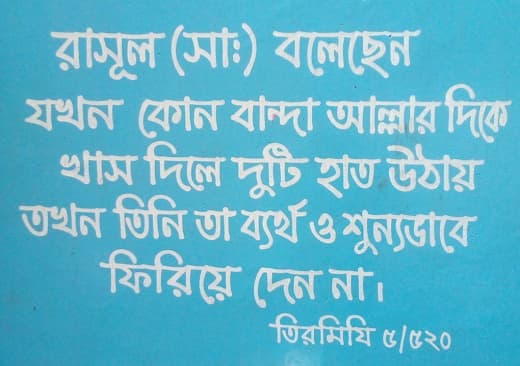 রাসূল (সাঃ) বলেছেন
যখন কোন বান্দা আল্লার দিকে
খাস দিলে দুটি হাত উঠায়
তখন তিনি তা ব্যর্থ ও শুন্যভাবে
ফিরিয়ে দেন না।
তিরমিযি ৫/৫২০